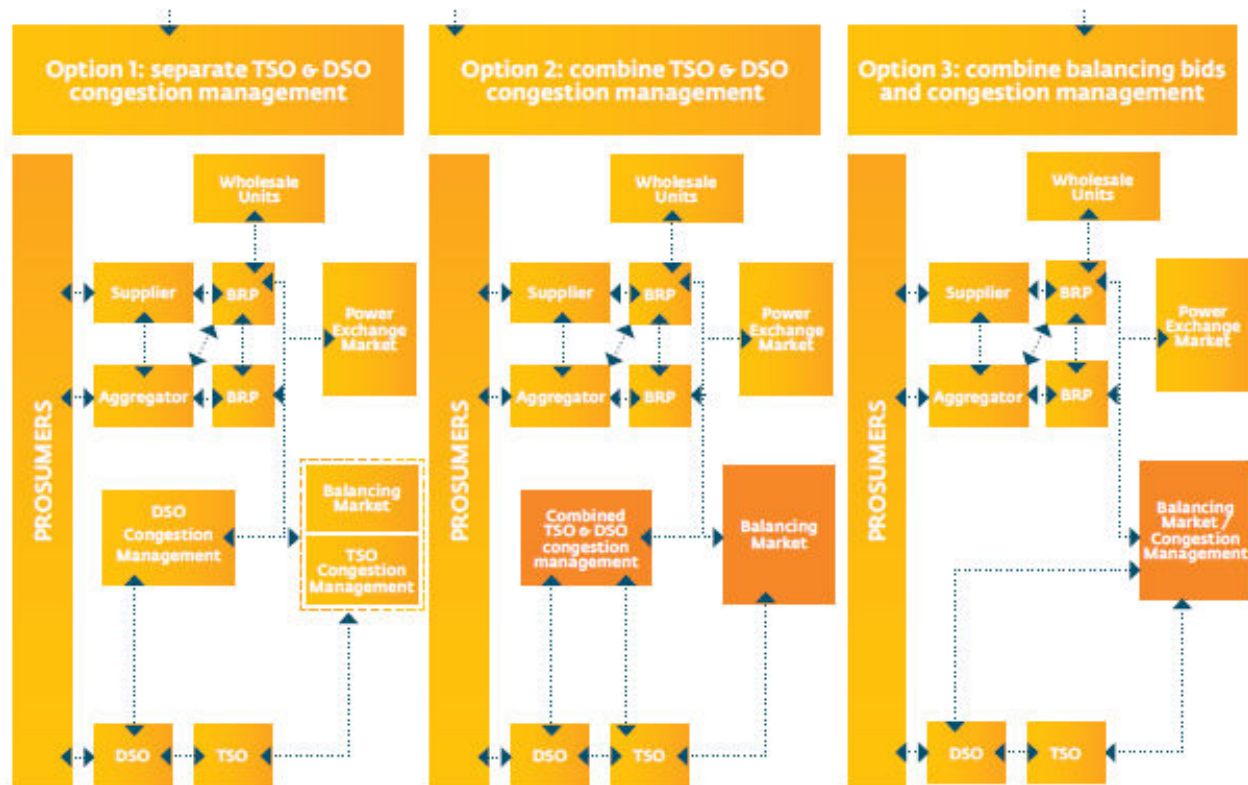 Option 1: separate TSO & DSO
congestion management
PROSUMERS
Wholesale
Units
Supplier
BRP
Power
Exchange
Market
Aggregator
BRP
DSO
Congestion
Management
Balancing
Market
TSO
Congestion
Management
DSO
TSO
Option 2: combine TSO & DSO
congestion management
PROSUMERS
Wholesale
Units
Supplier
BRP
Power
Exchange
Market
Aggregator
BRP
Combined
TSO & DSO
congestion
management
Balancing
Market
DSO
TSO
Option 3: combine balancing bids
and congestion management
PROSUMERS
Wholesale
Units
Supplier
BRP
Power
Exchange
Market
Aggregator
BRP
Balancing
Market /
Congestion
Management
DSO
TSO